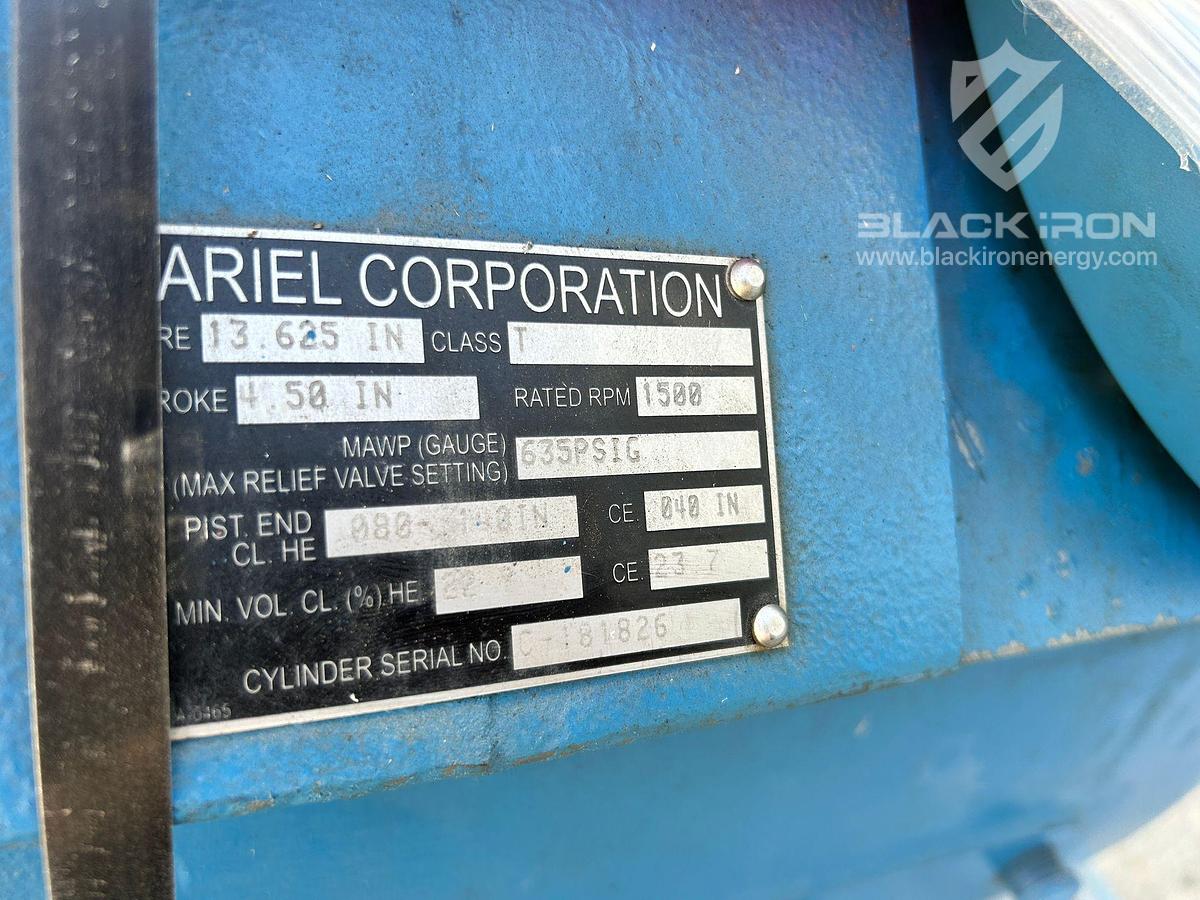 BLACK IRON
www.blackironenergy.com
ARIEL CORPORATION
RE 13.625 IN CLASS T
ROKE 4.50 IN RATED RPM 1500
MAWP (GAUGE) 635PSIG
(MAX RELIEF VALVE SETTING)
PIST. END CL. HE CE. 040 IN
MIN. VOL. CL. (%) HE 22 CE. 23 7
CYLINDER SERIAL NO C-181826